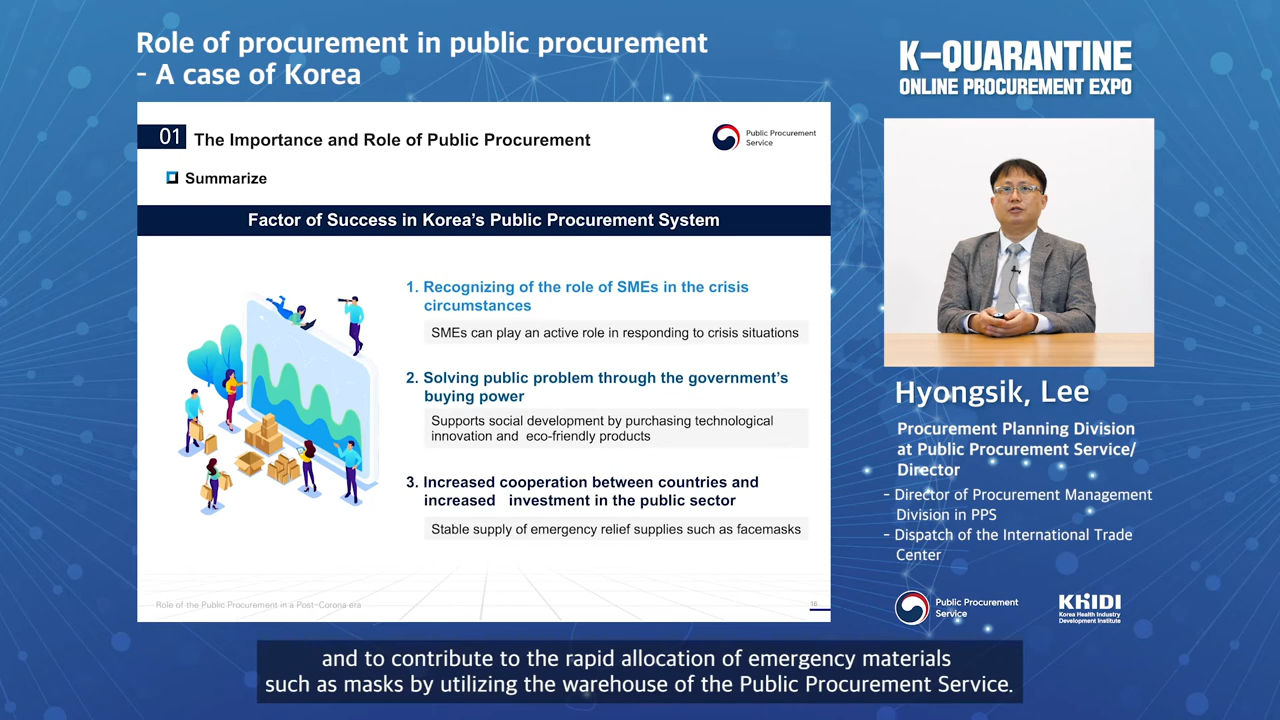 Role of procurement in public procurement
- A case of Korea
K-QUARANTINE
ONLINE PROCUREMENT EXPO
01 The Importance and Role of Public Procurement
Public Procurement
Service
Summarize
Factor of Success in Korea's Public Procurement System
1. Recognizing of the role of SMEs in the crisis
circumstances
SMEs can play an active role in responding to crisis situations
2. Solving public problem through the government's
buying power
Supports social development by purchasing technological
innovation and eco-friendly products
3. Increased cooperation between countries and
increased investment in the public sector
Stable supply of emergency relief supplies such as facemasks
Role of the Public Procurement in a Post-Corona era
16
Hyongsik, Lee
Procurement Planning Division
at Public Procurement Service/
Director
- Director of Procurement Management
Division in PPS
- Dispatch of the International Trade
Center
Public Procurement
Service
KHIDI
Korea Health Industry
Development Institute
and to contribute to the rapid allocation of emergency materials
such as masks by utilizing the warehouse of the Public Procurement Service.